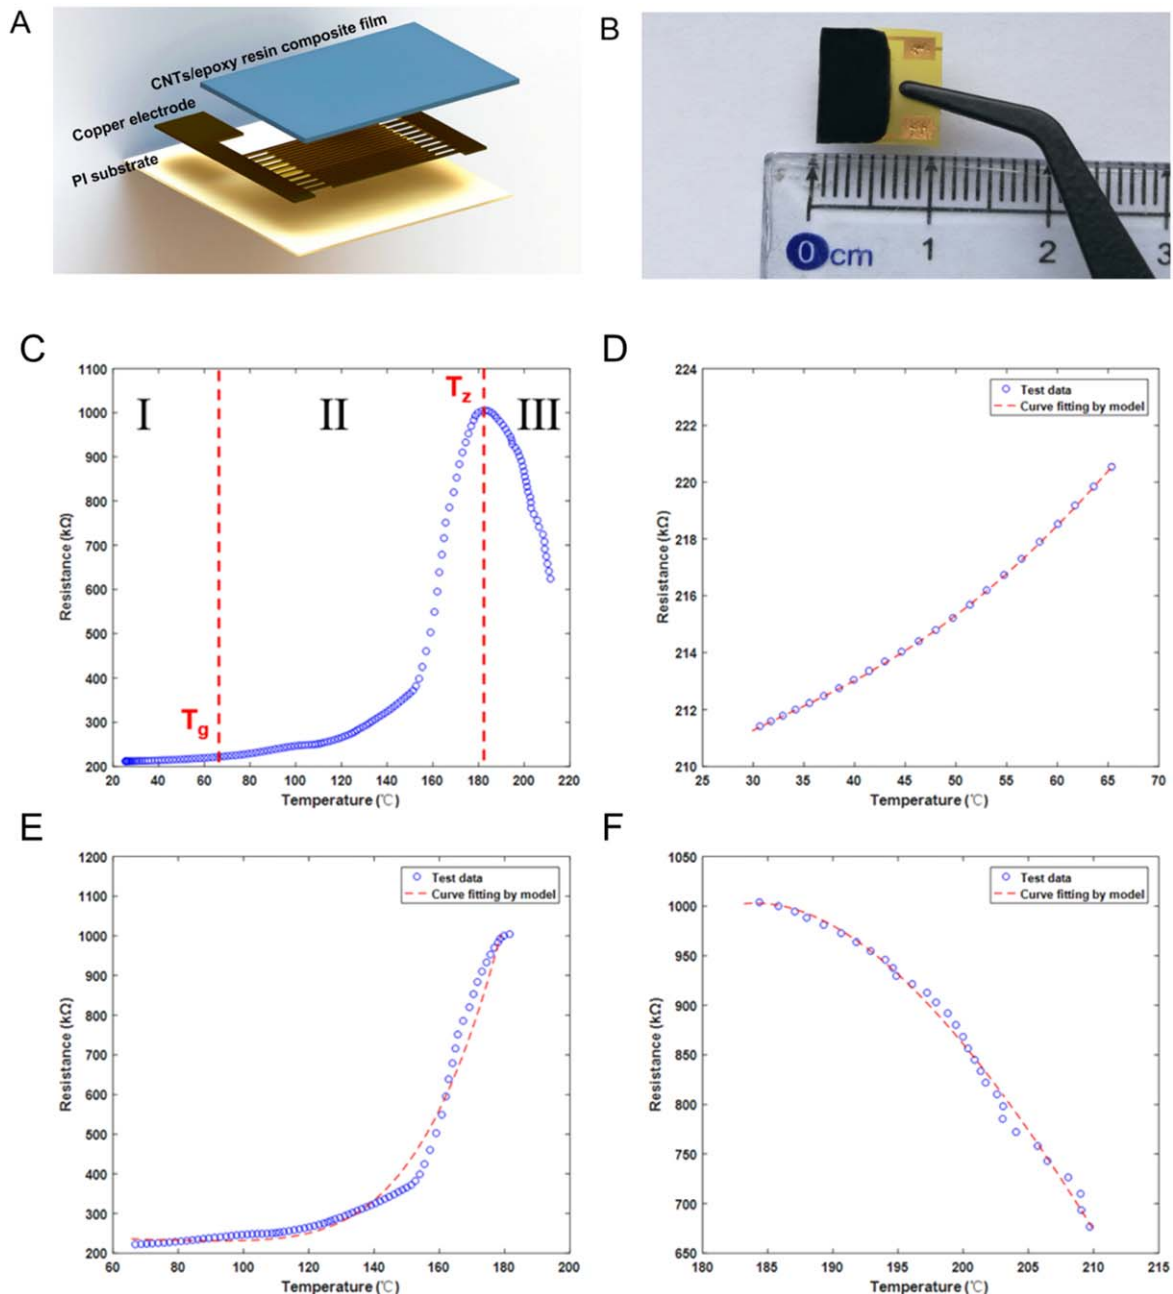 A
CNTs/epoxy resin composite film
Copper electrode
PI substrate
B
0 cm 1 2 3
C
1100
1000
900
800
700
600
500
400
300
200
20 40 60 80 100 120 140 160 180 200 220
Resistance (kΩ)
Temperature (℃)
I II III
Tg
Tz
D
224
222
220
218
216
214
212
210
25 30 35 40 45 50 55 60 65 70
Resistance (kΩ)
Temperature (℃)
Test data
Curve fitting by model
E
1200
1100
1000
900
800
700
600
500
400
300
200
60 80 100 120 140 160 180 200
Resistance (kΩ)
Temperature (℃)
Test data
Curve fitting by model
F
1050
1000
950
900
850
800
750
700
650
180 185 190 195 200 205 210 215
Resistance (kΩ)
Temperature (℃)
Test data
Curve fitting by model